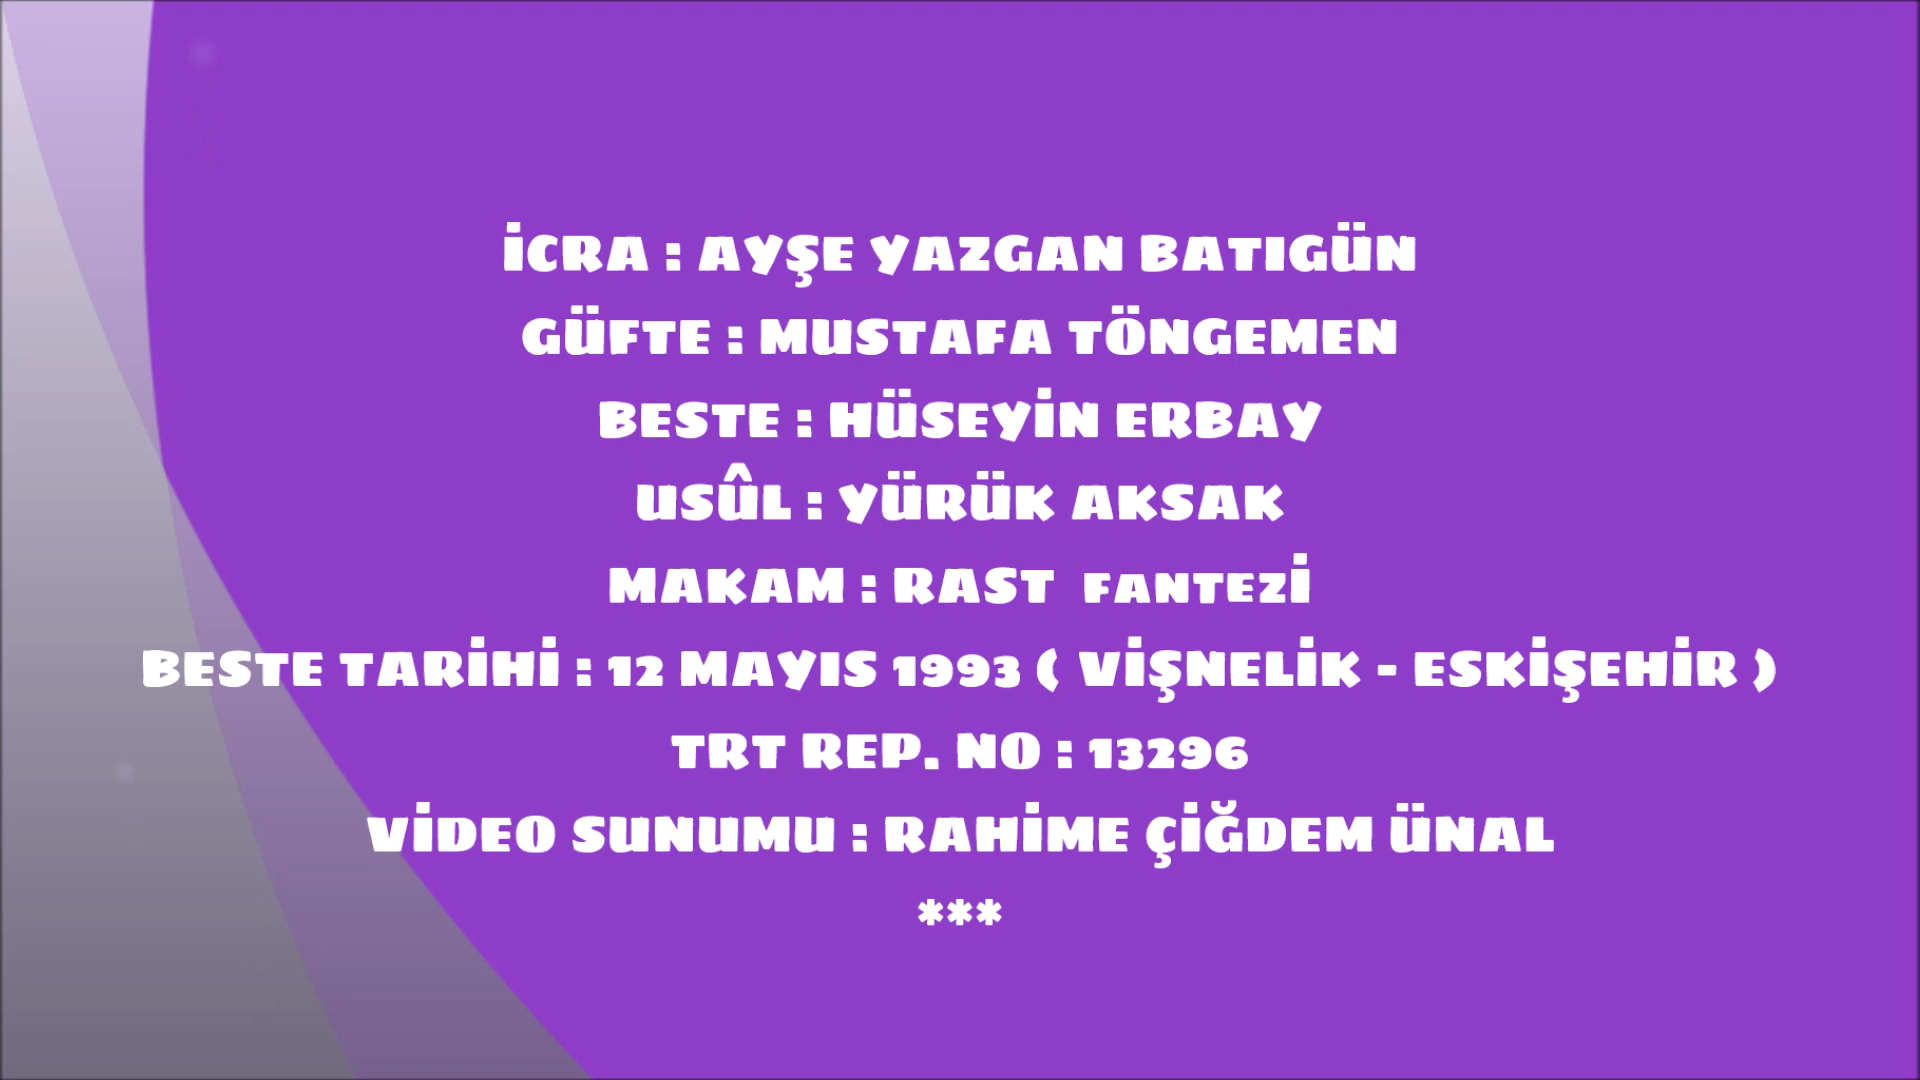 İCRA : AYŞE YAZGAN BATIGÜN
GÜFTE : MUSTAFA TÖNGEMEN
BESTE : HÜSEYİN ERBAY
USÛL : YÜRÜK AKSAK
MAKAM : RAST FANTEZİ
BESTE TARİHİ : 12 MAYIS 1993 ( VİŞNELİK - ESKİŞEHİR )
TRT REP. NO : 13296
VİDEO SUNUMU : RAHİME ÇİĞDEM ÜNAL
***